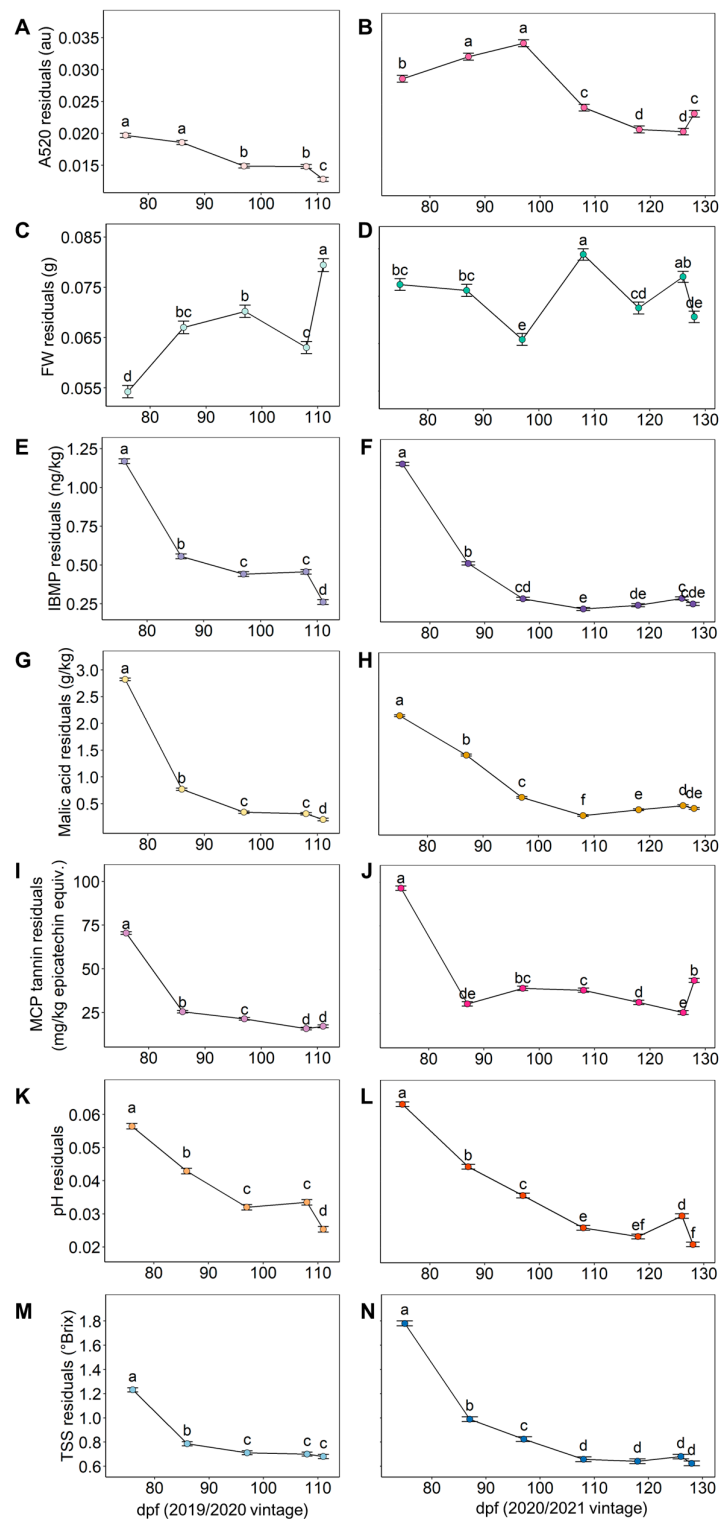 A
B
A520 residuals (au)
0.035
0.030
0.025
0.020
0.015
a
a
b
b
c
80 90 100 110
b
a
a
c
d
d
c
80 90 100 110 120 130
C
D
FW residuals (g)
0.085
0.075
0.065
0.055
d
bc
b
c
a
80 90 100 110
bc
bc
e
a
cd
ab
de
80 90 100 110 120 130
E
F
IBMP residuals (ng/kg)
1.25
1.00
0.75
0.50
0.25
a
b
c
c
d
80 90 100 110
a
b
cd
e
de
c
cde
80 90 100 110 120 130
G
H
Malic acid residuals (g/kg)
3.0
2.5
2.0
1.5
1.0
0.5
a
b
c
c
d
80 90 100 110
a
b
c
f
e
d
de
80 90 100 110 120 130
I
J
MCP tannin residuals
(mg/kg epicatechin equiv.)
100
75
50
25
a
b
c
d
d
80 90 100 110
a
de
bc
c
d
e
b
80 90 100 110 120 130
K
L
pH residuals
0.06
0.05
0.04
0.03
0.02
a
b
c
c
d
80 90 100 110
a
b
c
e
ef
d
f
80 90 100 110 120 130
M
N
TSS residuals (°Brix)
1.8
1.6
1.4
1.2
1.0
0.8
0.6
a
b
c
c
c
80 90 100 110
dpf (2019/2020 vintage)
a
b
c
d
d
d
d
80 90 100 110 120 130
dpf (2020/2021 vintage)